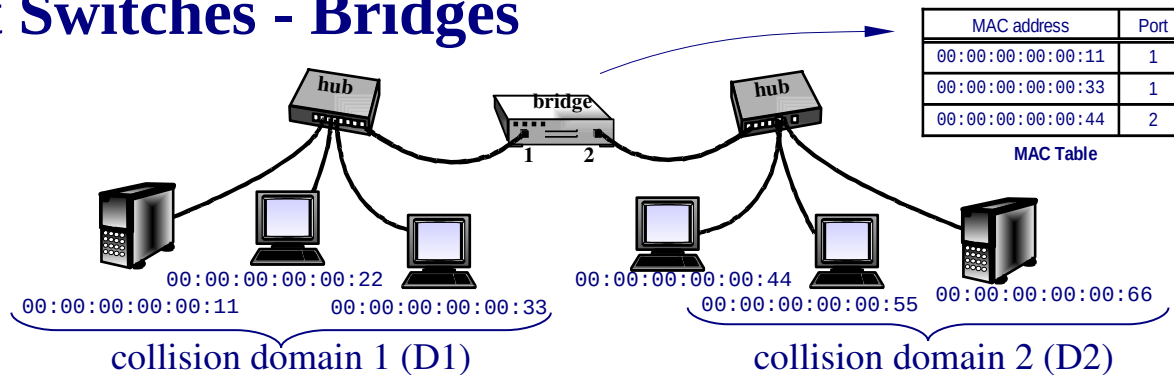 Switches - Bridges
MAC address Port
00:00:00:00:00:11 1
00:00:00:00:00:33 1
00:00:00:00:00:44 2
MAC Table
hub
bridge
hub
1 2
00:00:00:00:00:22
00:00:00:00:00:44
00:00:00:00:00:11
00:00:00:00:00:33
00:00:00:00:00:55
00:00:00:00:00:66
collision domain 1 (D1)
collision domain 2 (D2)